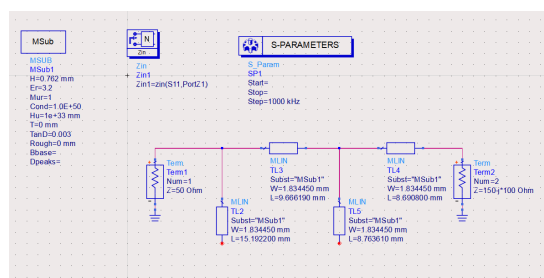 MSub
MSUB
MSub1
H=0.762 mm
Er=3.2
Mur=1
Cond=1.0E+50
Hu=1e+33 mm
T=0 mm
TanD=0.003
Rough=0 mm
Bbase=
Dpeaks=
N
Zin
Zin
Zin1
Zin1=zin(S11,PortZ1)
S-PARAMETERS
S_Param
SP1
Start=
Stop=
Step=1000 kHz
Term
Term1
Num=1
Z=50 Ohm
MLIN
TL2
Subst="MSub1"
W=1.834450 mm
L=15.192200 mm
MLIN
TL3
Subst="MSub1"
W=1.834450 mm
L=9.666190 mm
MLIN
TL5
Subst="MSub1"
W=1.834450 mm
L=8.763610 mm
MLIN
TL4
Subst="MSub1"
W=1.834450 mm
L=8.690800 mm
Term
Term2
Num=2
Z=150-j*100 Ohm